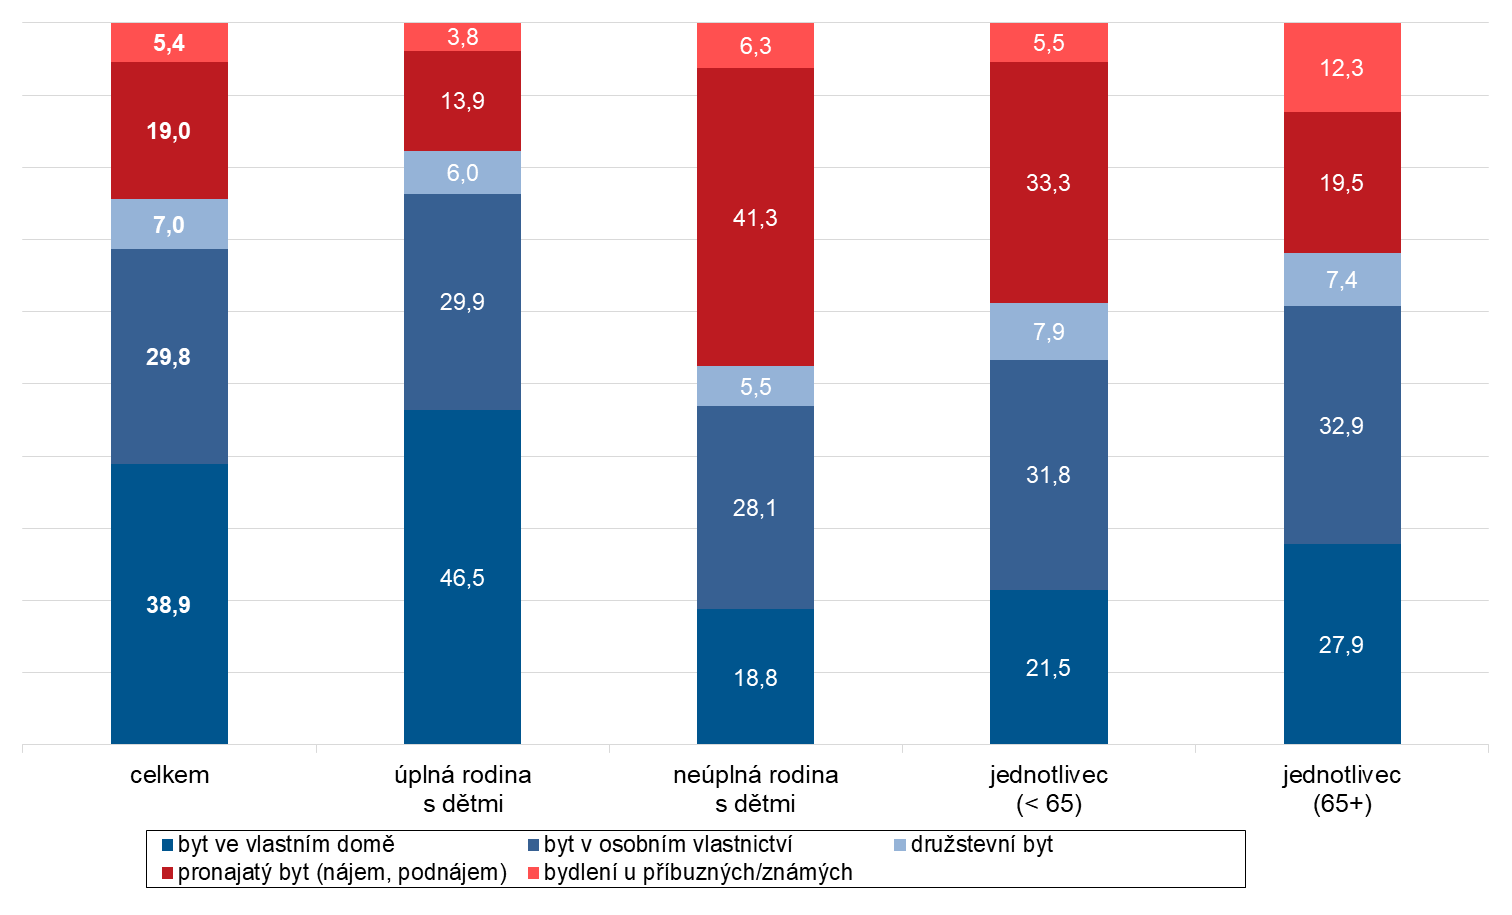 5,4
3,8
6,3
5,5
12,3
19,0
13,9
41,3
33,3
19,5
7,0
6,0
5,5
7,9
7,4
29,8
29,9
28,1
31,8
32,9
38,9
46,5
18,8
21,5
27,9
celkem
úplná rodina
s dětmi
neúplná rodina
s dětmi
jednotlivec
(< 65)
jednotlivec
(65+)
byt ve vlastním domě
byt v osobním vlastnictví
družstevní byt
pronajatý byt (nájem, podnájem)
bydlení u příbuzných/známých